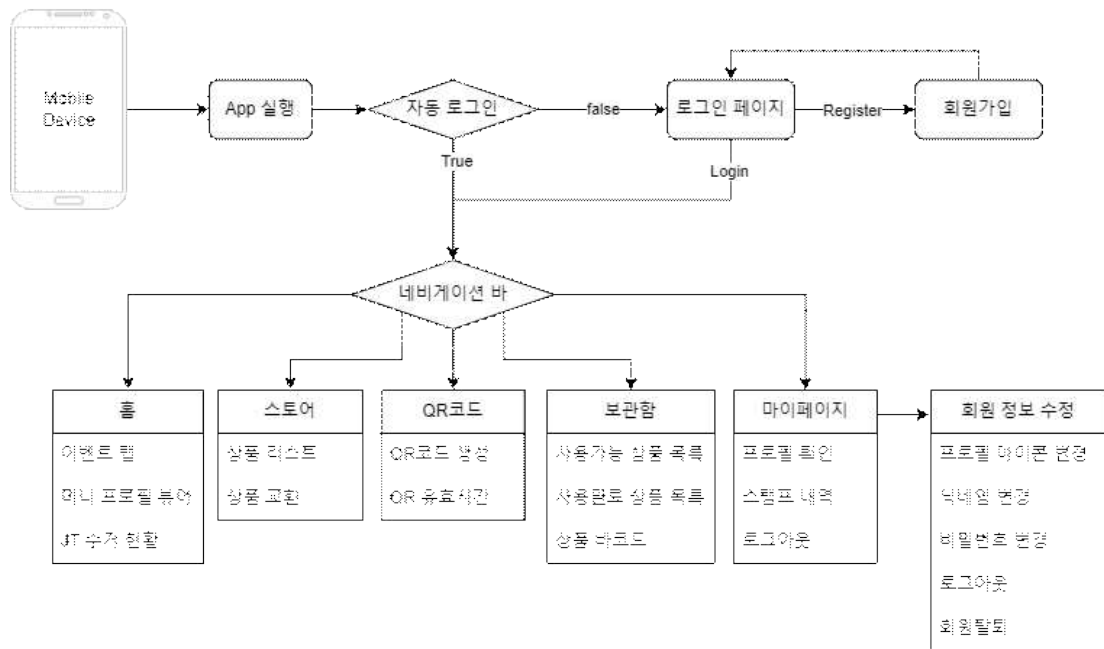 Mobile
Device
App 실행
자동 로그인
false
로그인 페이지
Register
회원가입
True
Login
네비게이션 바
홈
이벤트 탭
미니 프로필 뷰어
JT 수거 현황
스토어
상품 리스트
상품 교환
QR코드
QR코드 생성
QR 유효시간
보관함
사용가능 상품 목록
사용완료 상품 목록
상품 바코드
마이페이지
프로필 확인
스탬프 내역
로그아웃
회원 정보 수정
프로필 아이콘 변경
닉네임 변경
비밀번호 변경
로그아웃
회원탈퇴